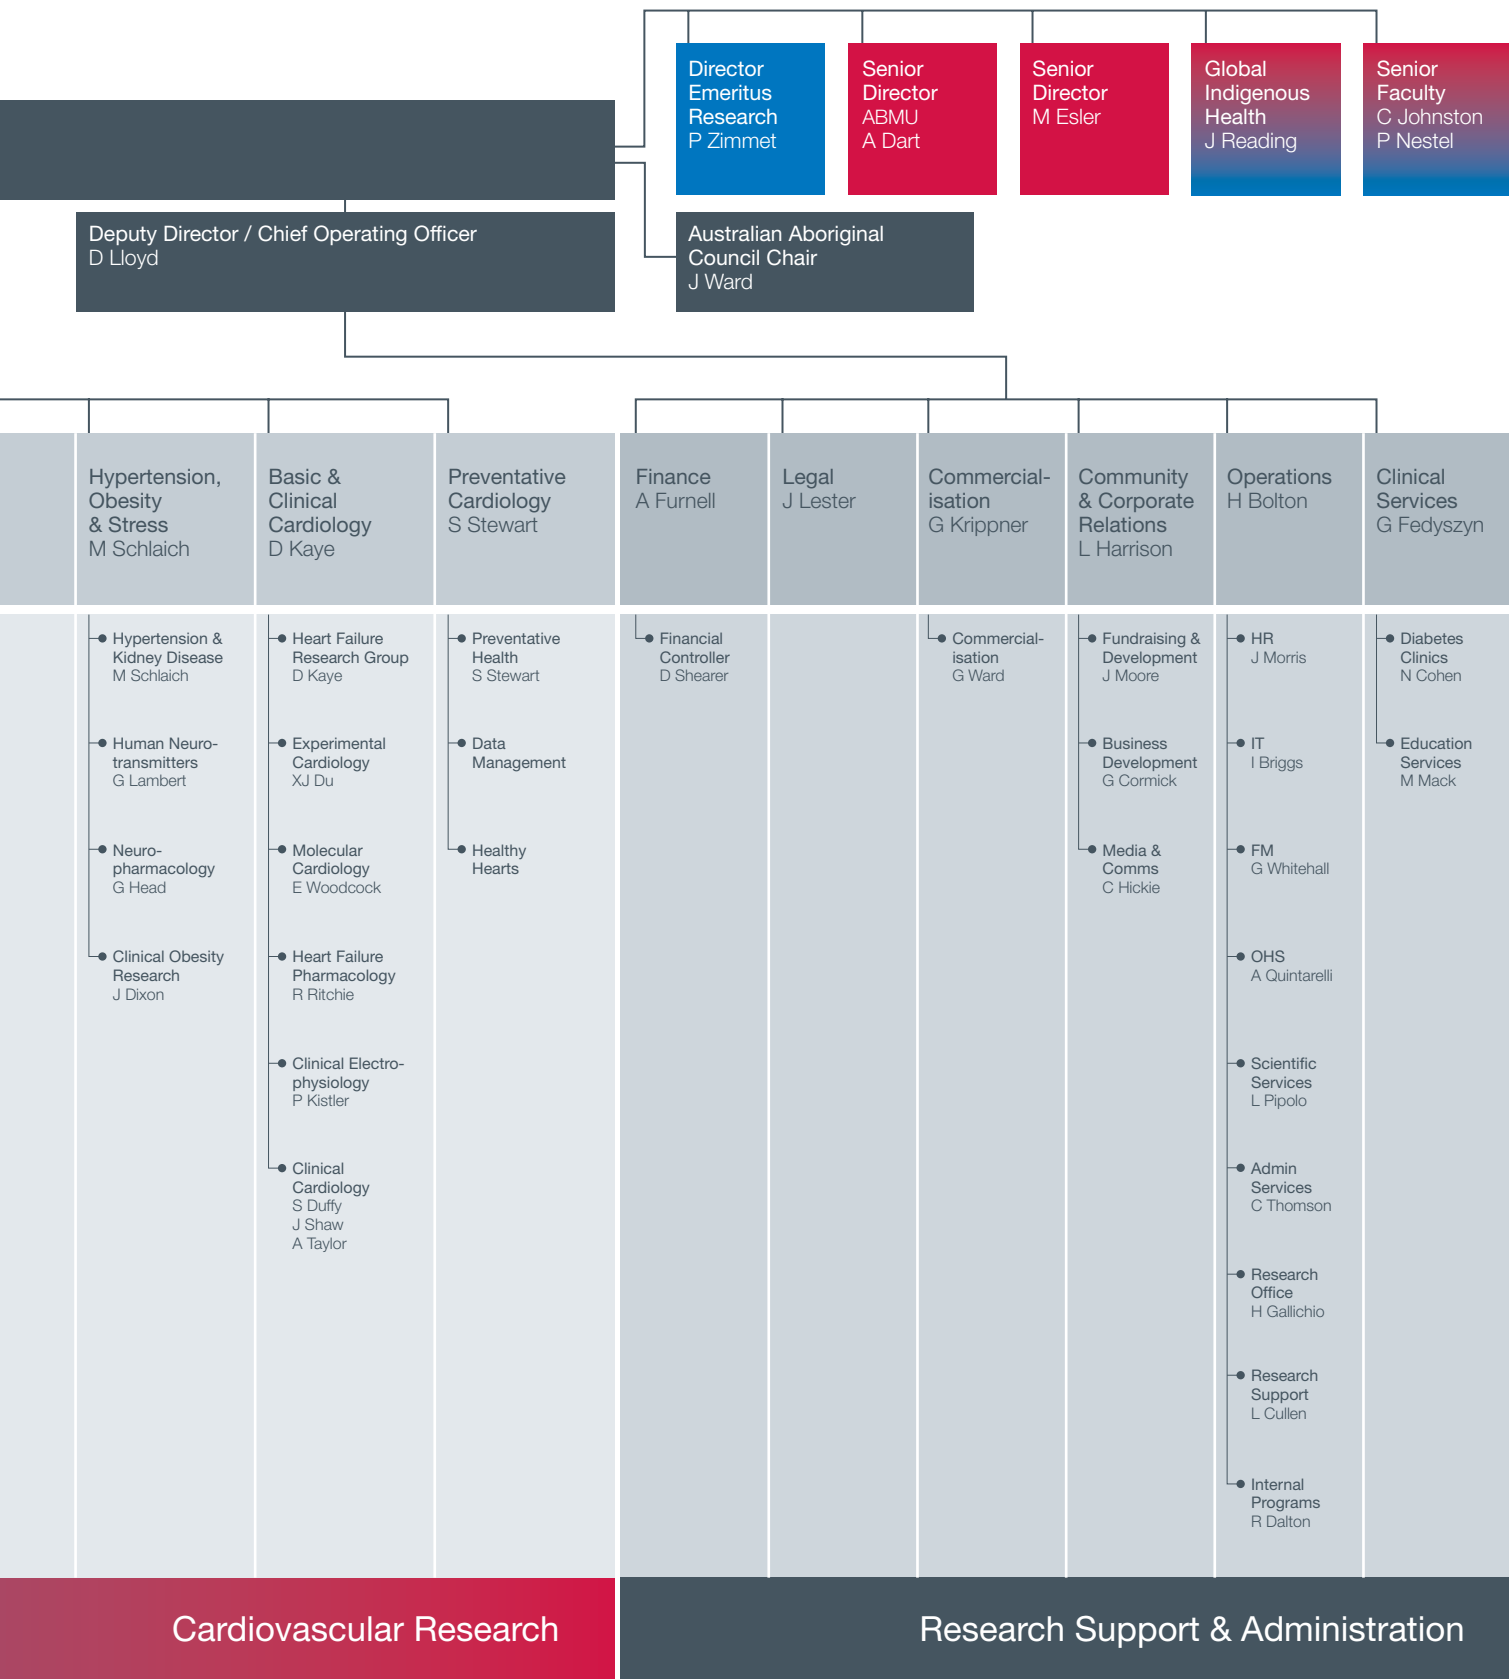 Director
Emeritus
Research
P Zimmet
Senior
Director
ABMU
A Dart
Senior
Director
M Esler
Global
Indigenous
Health
J Reading
Senior
Faculty
C Johnston
P Nestel
Deputy Director / Chief Operating Officer
D Lloyd
Australian Aboriginal
Council Chair
J Ward
Hypertension,
Obesity
& Stress
M Schlaich
Basic &
Clinical
Cardiology
D Kaye
Preventative
Cardiology
S Stewart
Finance
A Furnell
Legal
J Lester
Commercial-
isation
G Krippner
Community
& Corporate
Relations
L Harrison
Operations
H Bolton
Clinical
Services
G Fedyszyn
Hypertension &
Kidney Disease
M Schlaich
Human Neuro-
transmitters
G Lambert
Neuro-
pharmacology
G Head
Clinical Obesity
Research
J Dixon
Heart Failure
Research Group
D Kaye
Experimental
Cardiology
XJ Du
Molecular
Cardiology
E Woodcock
Heart Failure
Pharmacology
R Ritchie
Clinical Electro-
physiology
P Kistler
Clinical
Cardiology
S Duffy
J Shaw
A Taylor
Preventative
Health
S Stewart
Data
Management
Healthy
Hearts
Financial
Controller
D Shearer
Commercial-
isation
G Ward
Fundraising &
Development
J Moore
Business
Development
G Cormick
Media &
Comms
C Hickie
HR
J Morris
IT
I Briggs
FM
G Whitehall
OHS
A Quintarelli
Scientific
Services
L Pipolo
Admin
Services
C Thomson
Research
Office
H Gallichio
Research
Support
L Cullen
Internal
Programs
R Dalton
Diabetes
Clinics
N Cohen
Education
Services
M Mack
Cardiovascular Research
Research Support & Administration